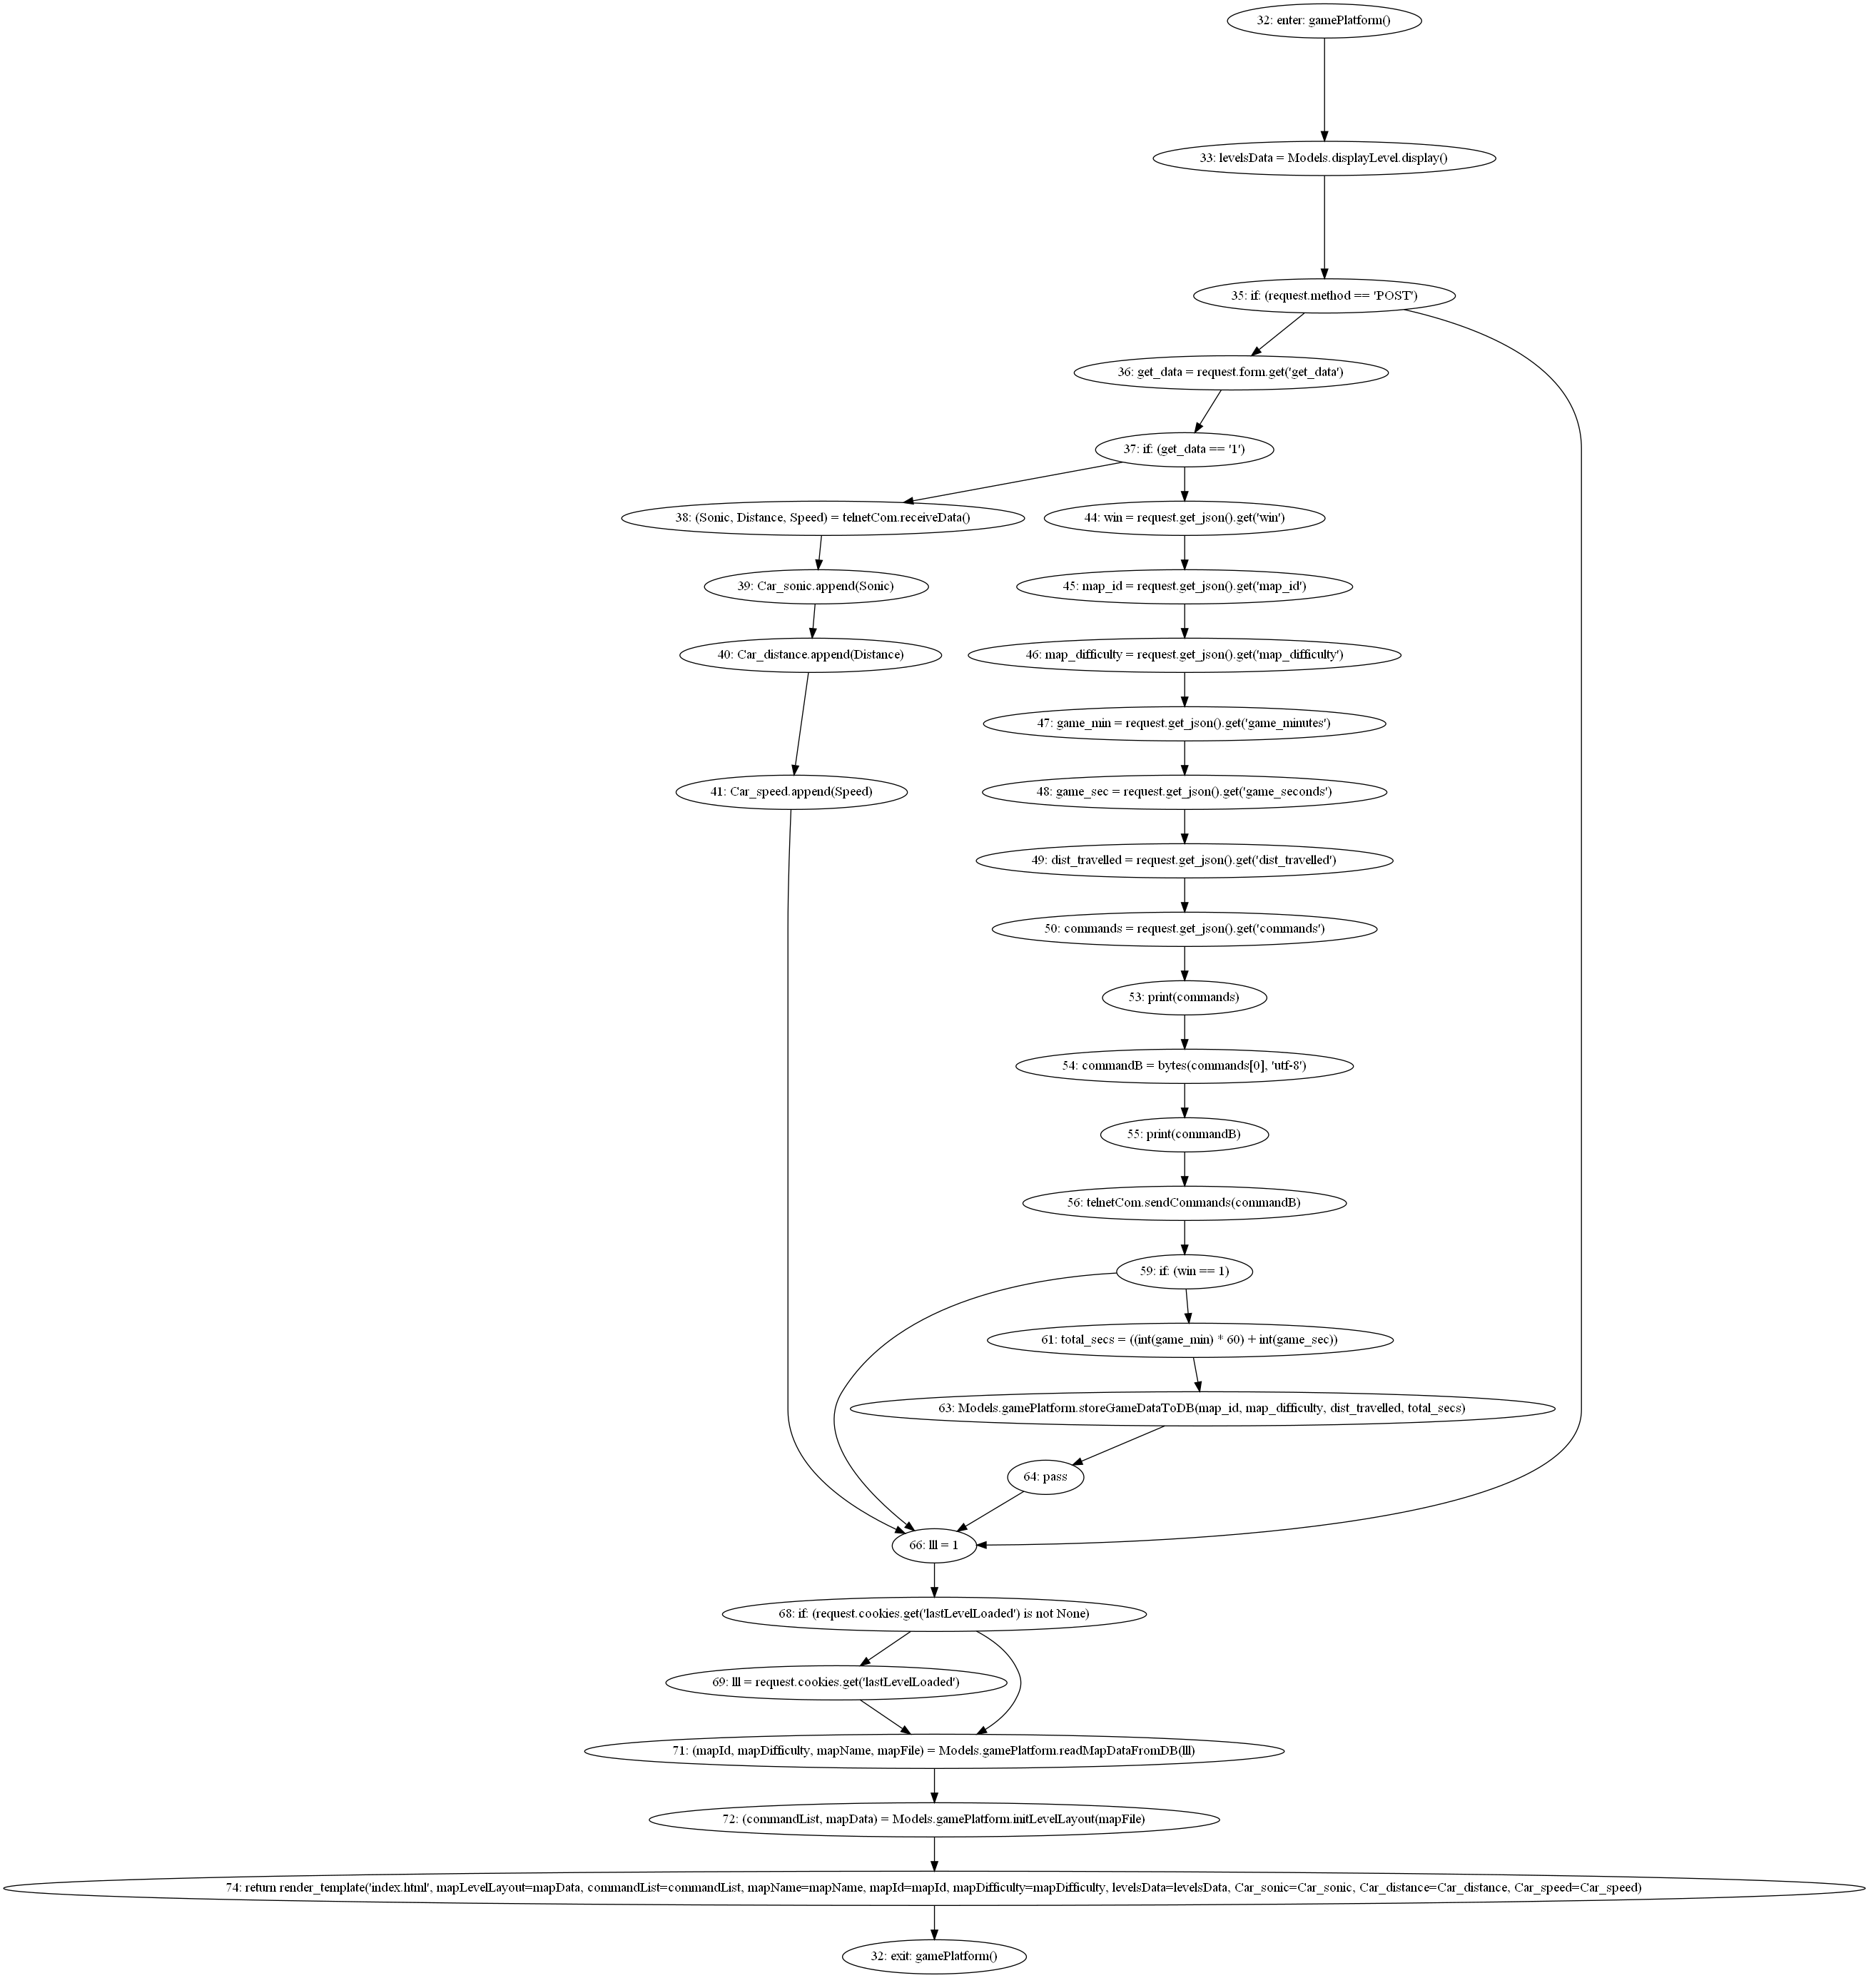 32: enter: gamePlatform()
33: levelsData = Models.displayLevel.display()
35: if: (request.method == 'POST')
36: get_data = request.form.get('get_data')
37: if: (get_data == '1')
38: (Sonic, Distance, Speed) = telnetCom.receiveData()
39: Car_sonic.append(Sonic)
40: Car_distance.append(Distance)
41: Car_speed.append(Speed)
44: win = request.get_json().get('win')
45: map_id = request.get_json().get('map_id')
46: map_difficulty = request.get_json().get('map_difficulty')
47: game_min = request.get_json().get('game_minutes')
48: game_sec = request.get_json().get('game_seconds')
49: dist_travelled = request.get_json().get('dist_travelled')
50: commands = request.get_json().get('commands')
53: print(commands)
54: commandB = bytes(commands[0], 'utf-8')
55: print(commandB)
56: telnetCom.sendCommands(commandB)
59: if: (win == 1)
61: total_secs = ((int(game_min) * 60) + int(game_sec))
63: Models.gamePlatform.storeGameDataToDB(map_id, map_difficulty, dist_travelled, total_secs)
64: pass
66: lll = 1
68: if: (request.cookies.get('lastLevelLoaded') is not None)
69: lll = request.cookies.get('lastLevelLoaded')
71: (mapId, mapDifficulty, mapName, mapFile) = Models.gamePlatform.readMapDataFromDB(lll)
72: (commandList, mapData) = Models.gamePlatform.initLevelLayout(mapFile)
74: return render_template('index.html', mapLevelLayout=mapData, commandList=commandList, mapName=mapName, mapId=mapId, mapDifficulty=mapDifficulty, levelsData=levelsData, Car_sonic=Car_sonic, Car_distance=Car_distance, Car_speed=Car_speed)
32: exit: gamePlatform()